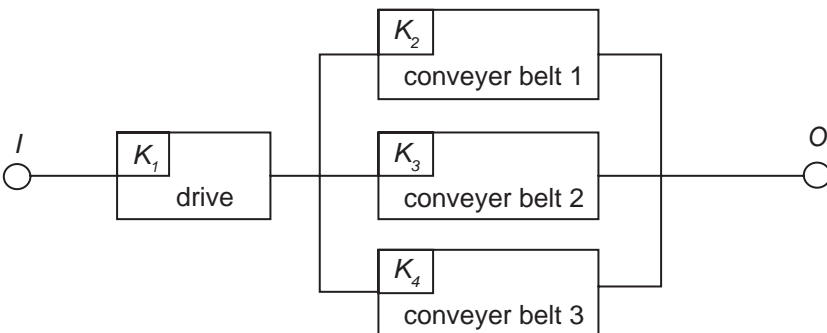 K2
conveyer belt 1
I
K1
drive
K3
conveyer belt 2
O
K4
conveyer belt 3